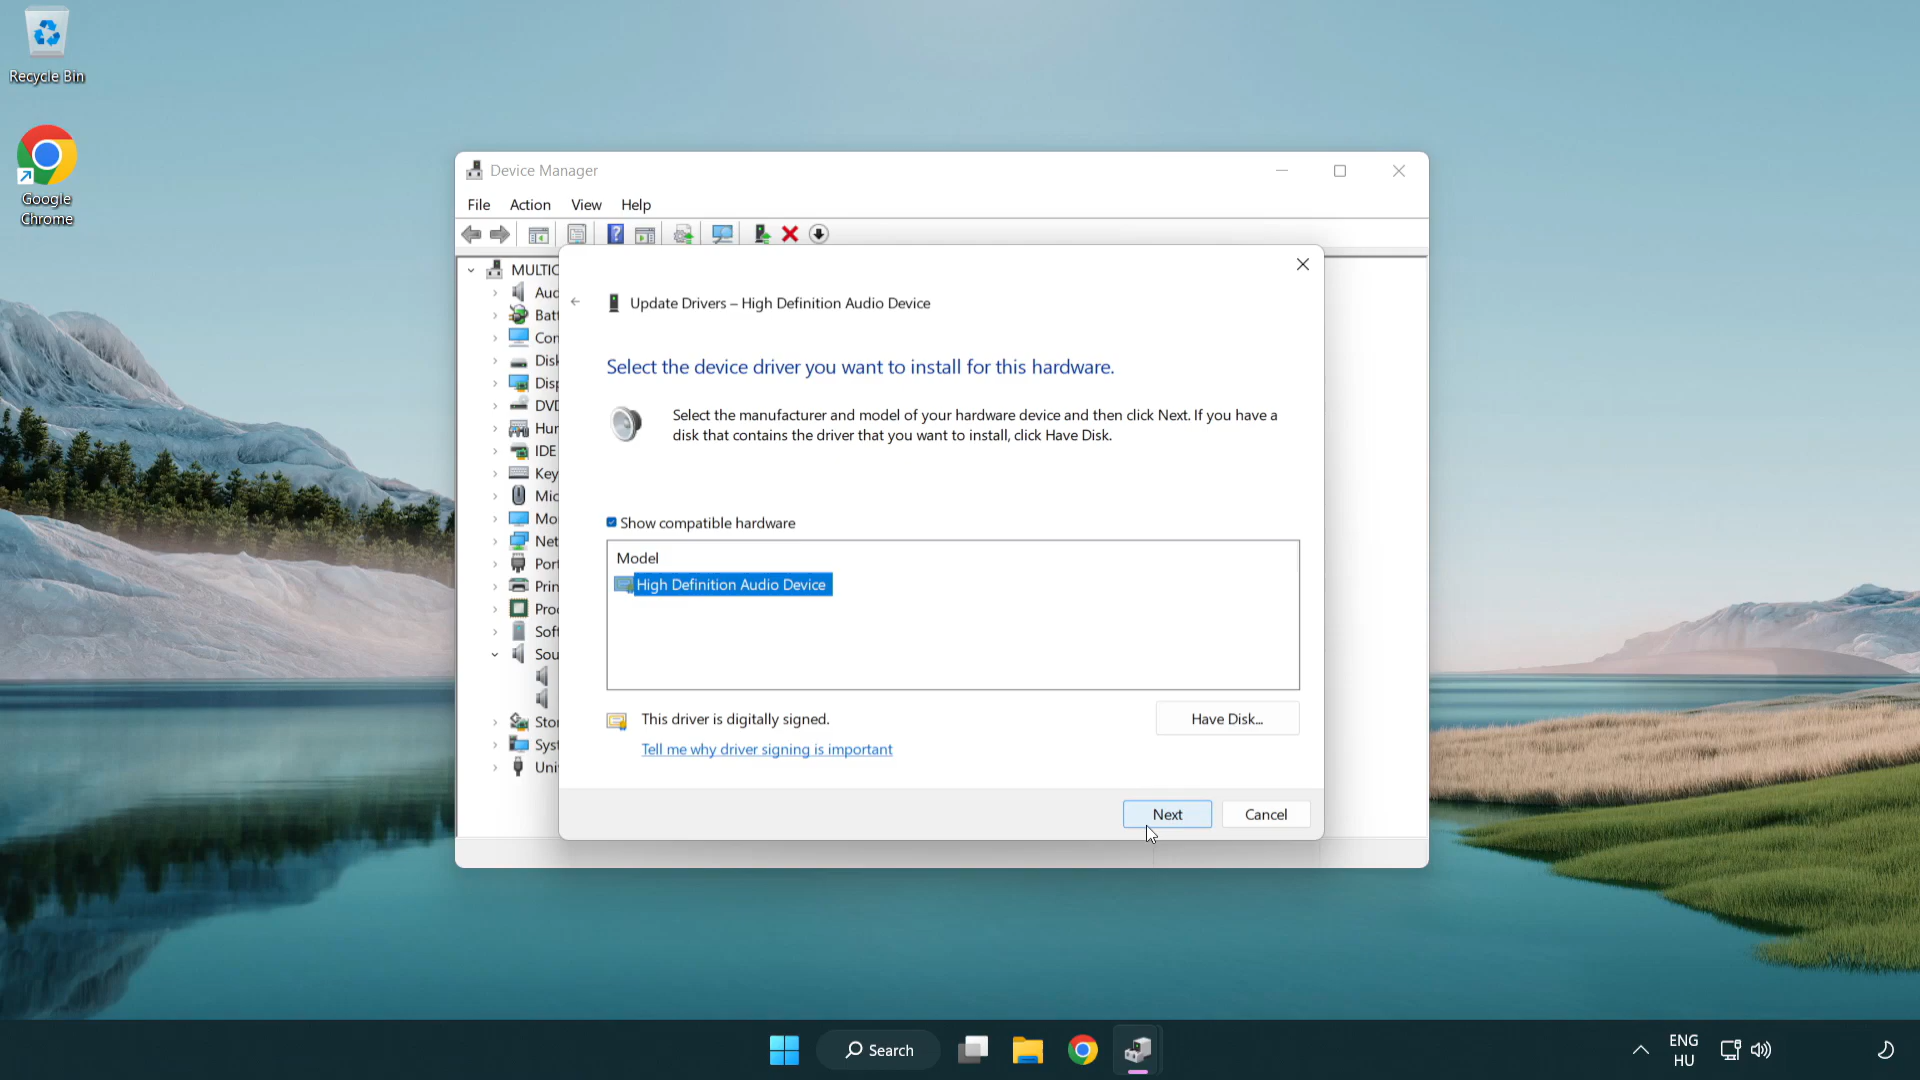 Recycle Bin
Google
Chrome
Device Manager
File Action View Help
Update Drivers – High Definition Audio Device
Select the device driver you want to install for this hardware.
Select the manufacturer and model of your hardware device and then click Next. If you have a
disk that contains the driver that you want to install, click Have Disk.
Show compatible hardware
Model
High Definition Audio Device
This driver is digitally signed.
Have Disk...
Tell me why driver signing is important
Next
Cancel
MULTIC
Aud
Batt
Con
Disk
Disp
DVD
Hum
IDE
Key
Mic
Mo
Net
Port
Prin
Proc
Soft
Sou
Stor
Syst
Uni
Search
ENG
HU